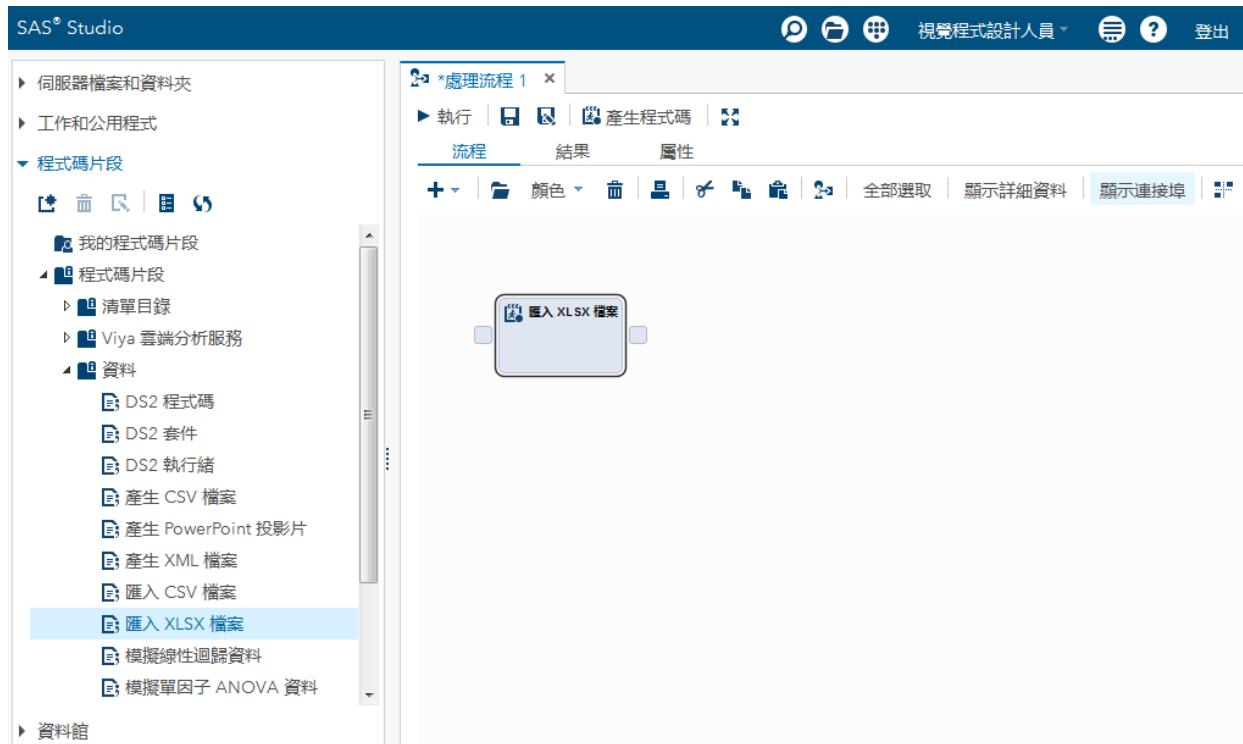 SAS® Studio
視覺程式設計人員
登出
伺服器檔案和資料夾
工作和公用程式
程式碼片段
我的程式碼片段
程式碼片段
清單目錄
Viya 雲端分析服務
資料
DS2 程式碼
DS2 套件
DS2 執行緒
產生 CSV 檔案
產生 PowerPoint 投影片
產生 XML 檔案
匯入 CSV 檔案
匯入 XLSX 檔案
模擬線性迴歸資料
模擬單因子 ANOVA 資料
資料館
*處理流程 1
執行 產生程式碼
流程 結果 屬性
顏色 全部選取 顯示詳細資料 顯示連接埠
匯入 XLSX 檔案